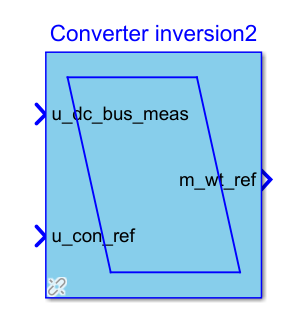 Converter inversion2
u_dc_bus_meas
m_wt_ref
u_con_ref